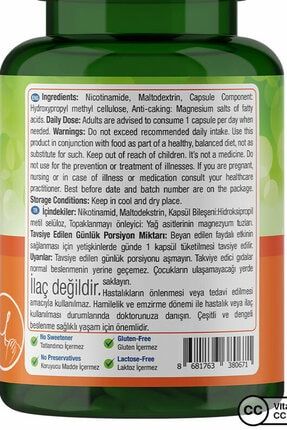 Ingredients: Nicotinamide, Maltodextrin, Capsule Component:
Hydroxypropyl methyl cellulose, Anti-caking: Magnesium salts of fatty
acids. Daily Dose: Adults are advised to consume 1 capsule per day when
needed. Warnings: Do not exceed recommended daily intake. Use this
product in conjunction with food as part of a healthy, balanced diet, not
as substitute for such. Keep out of reach of children. It's not a medicine. Do
not use for the prevention or treatment of illnesses. If you are pregnant,
or nursing or in case of illness or medication consult your healthcare
practitioner. Best before date and batch number are on the package.
Storage Conditions: Keep in cool and dry place.
İçindekiler: Nikotinamid, Maltodekstrin, Kapsül Bileşeni:Hidroksipropil
metil selüloz, Topaklanmayı önleyici: Yağ asitlerinin magnezyum tuzları.
Tavsiye Edilen Günlük Porsiyon Miktarı: Beyan edilen faydalı etkinin
sağlanması için yetişkinlerde günde 1 kapsül tüketilmesi tavsiye edilir.
Uyarılar: Tavsiye edilen günlük porsiyonu aşmayın. Takviye edici gıdalar
normal beslenmenin yerine geçemez. Çocukların ulaşamayacağı yerde
İlaç değildir. saklayın.
Hastalıkların önlenmesi veya tedavi edilmesi
amacıyla kullanılmaz. Hamilelik ve emzirme dönemi ile hastalık veya ilaç
kullanılması durumlarında doktorunuza danışın. Çeşitli ve dengeli
beslenme sağlıklı yaşam için önemlidir.
No Sweetener
Tatlandırıcı İçermez
Gluten-Free
Gluten İçermez
No Preservatives
Koruyucu Madde İçermez
Lactose-Free
Laktoz İçermez
8 681763 380671
CC
Vita
CC